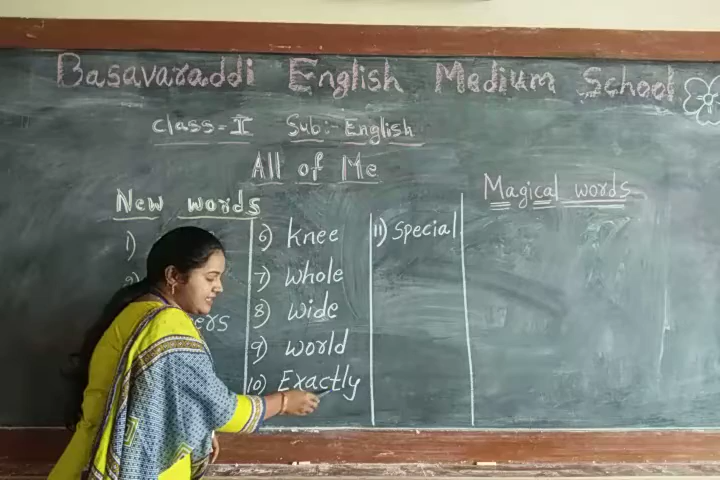 Basavaraddi English Medium School
Class = II Sub:- English
All of Me
New words
1)
6) Knee
7) Whole
8) Wide
9) World
10) Exactly
11) Special
Magical words